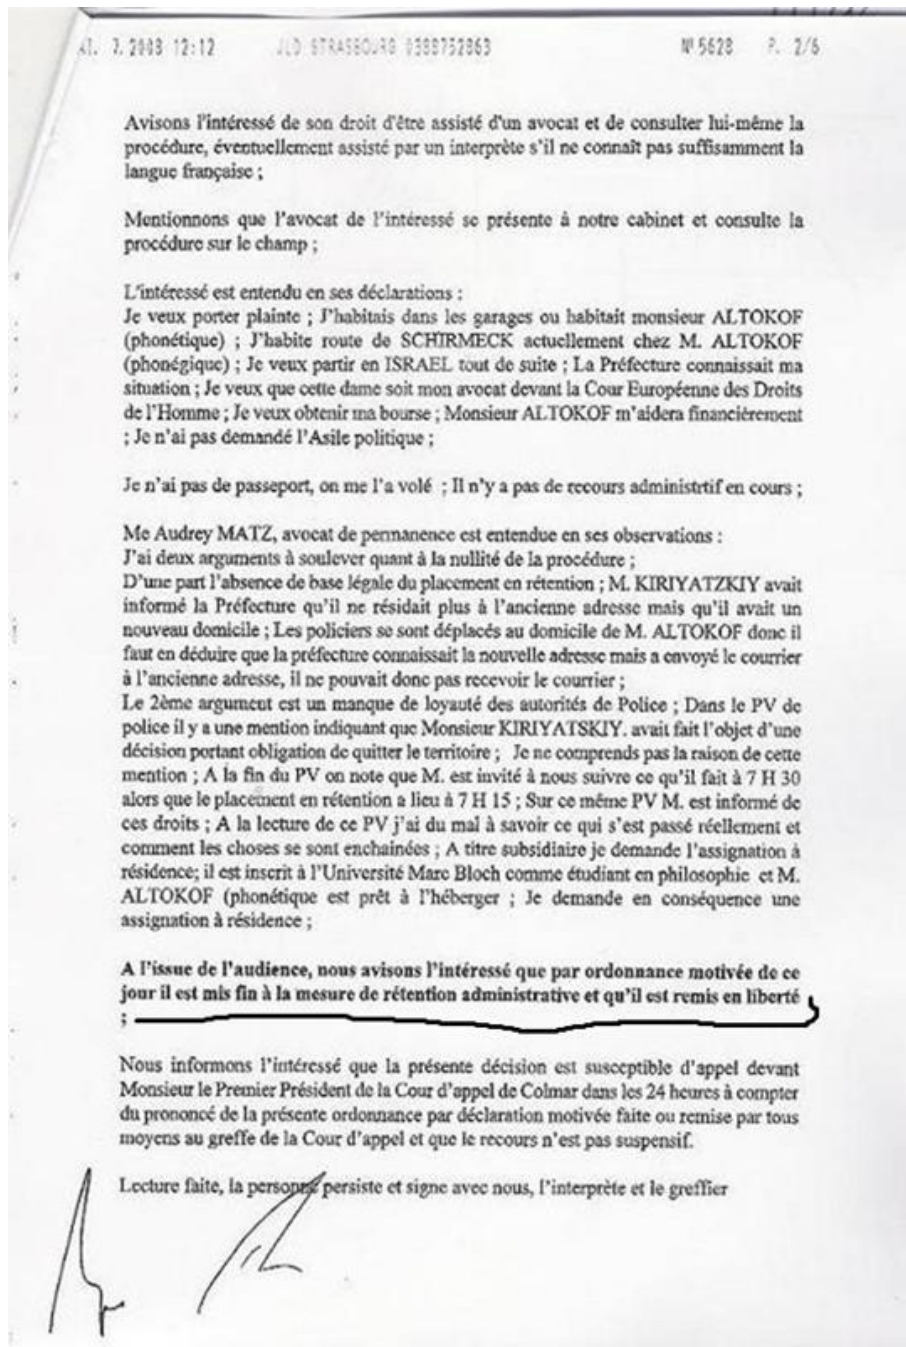 7. 2008 12:12 JLD STRASBOURG 0388752863 N° 5628 P. 2/6
Avisons l'intéressé de son droit d'être assisté d'un avocat et de consulter lui-même la
procédure, éventuellement assisté par un interprète s'il ne connaît pas suffisamment la
langue française ;
Mentionnons que l'avocat de l'intéressé se présente à notre cabinet et consulte la
procédure sur le champ ;
L'intéressé est entendu en ses déclarations :
Je veux porter plainte ; J'habitais dans les garages ou habitait monsieur ALTOKOF
(phonétique) ; J'habite route de SCHIRMECK actuellement chez M. ALTOKOF
(phonégique) ; Je veux partir en ISRAEL tout de suite ; La Préfecture connaissait ma
situation ; Je veux que cette dame soit mon avocat devant la Cour Européenne des Droits
de l'Homme ; Je veux obtenir ma bourse ; Monsieur ALTOKOF m'aidera financièrement
; Je n'ai pas demandé l'Asile politique ;
Je n'ai pas de passeport, on me l'a volé ; Il n'y a pas de recours administrtif en cours ;
Me Audrey MATZ, avocat de permanence est entendue en ses observations :
J'ai deux arguments à soulever quant à la nullité de la procédure ;
D'une part l'absence de base légale du placement en rétention ; M. KIRIYATZKIY avait
informé la Préfecture qu'il ne résidait plus à l'ancienne adresse mais qu'il avait un
nouveau domicile ; Les policiers se sont déplacés au domicile de M. ALTOKOF donc il
faut en déduire que la préfecture connaissait la nouvelle adresse mais a envoyé le courrier
à l'ancienne adresse, il ne pouvait donc pas recevoir le courrier ;
Le 2ème argument est un manque de loyauté des autorités de Police ; Dans le PV de
police il y a une mention indiquant que Monsieur KIRIYATSKIY. avait fait l'objet d'une
décision portant obligation de quitter le territoire ; Je ne comprends pas la raison de cette
mention ; A la fin du PV on note que M. est invité à nous suivre ce qu'il fait à 7 H 30
alors que le placement en rétention a lieu à 7 H 15 ; Sur ce même PV M. est informé de
ces droits ; A la lecture de ce PV j'ai du mal à savoir ce qui s'est passé réellement et
comment les choses se sont enchainées ; A titre subsidiaire je demande l'assignation à
résidence; il est inscrit à l'Université Marc Bloch comme étudiant en philosophie et M.
ALTOKOF (phonétique est prêt à l'héberger ; Je demande en conséquence une
assignation à résidence ;
A l'issue de l'audience, nous avisons l'intéressé que par ordonnance motivée de ce
jour il est mis fin à la mesure de rétention administrative et qu'il est remis en liberté
;
Nous informons l'intéressé que la présente décision est susceptible d'appel devant
Monsieur le Premier Président de la Cour d'appel de Colmar dans les 24 heures à compter
du prononcé de la présente ordonnance par déclaration motivée faite ou remise par tous
moyens au greffe de la Cour d'appel et que le recours n'est pas suspensif.
Lecture faite, la personne persiste et signe avec nous, l'interprète et le greffier